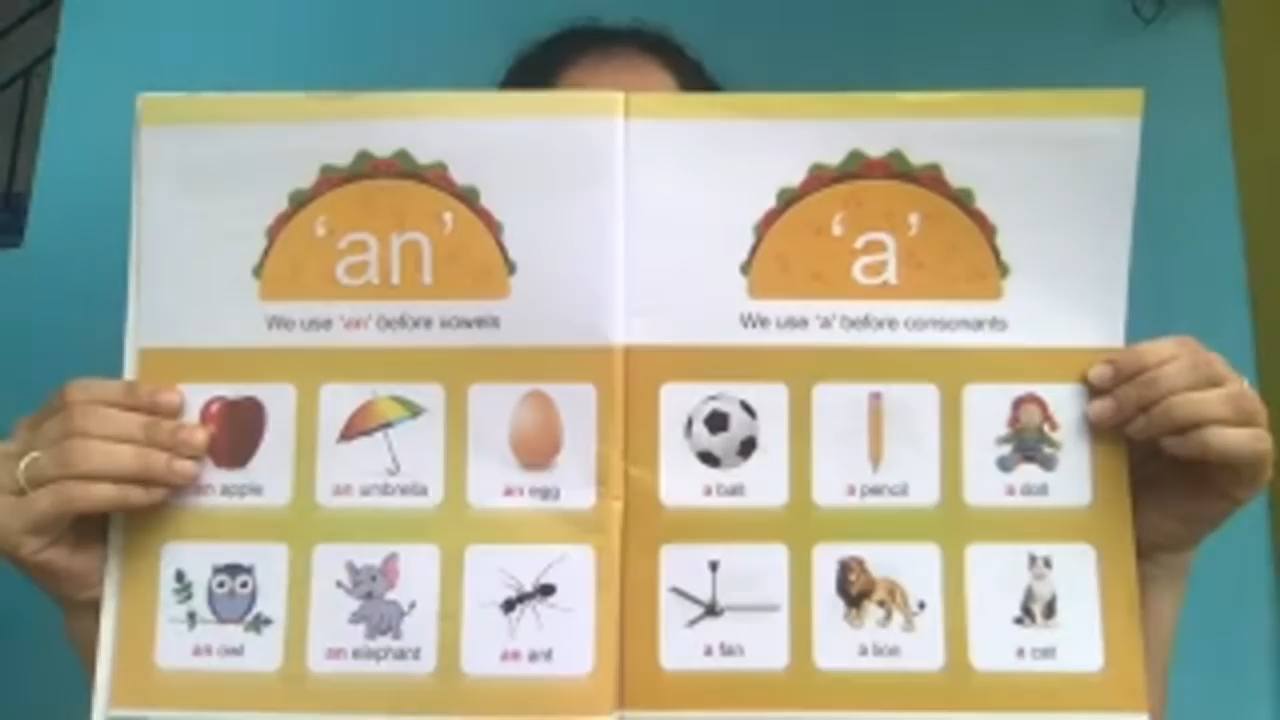 'an'
We use 'an' before vowels
an apple
an umbrella
an egg
an owl
an elephant
an ant
'a'
We use 'a' before consonants
a ball
a pencil
a doll
a fan
a lion
a cat